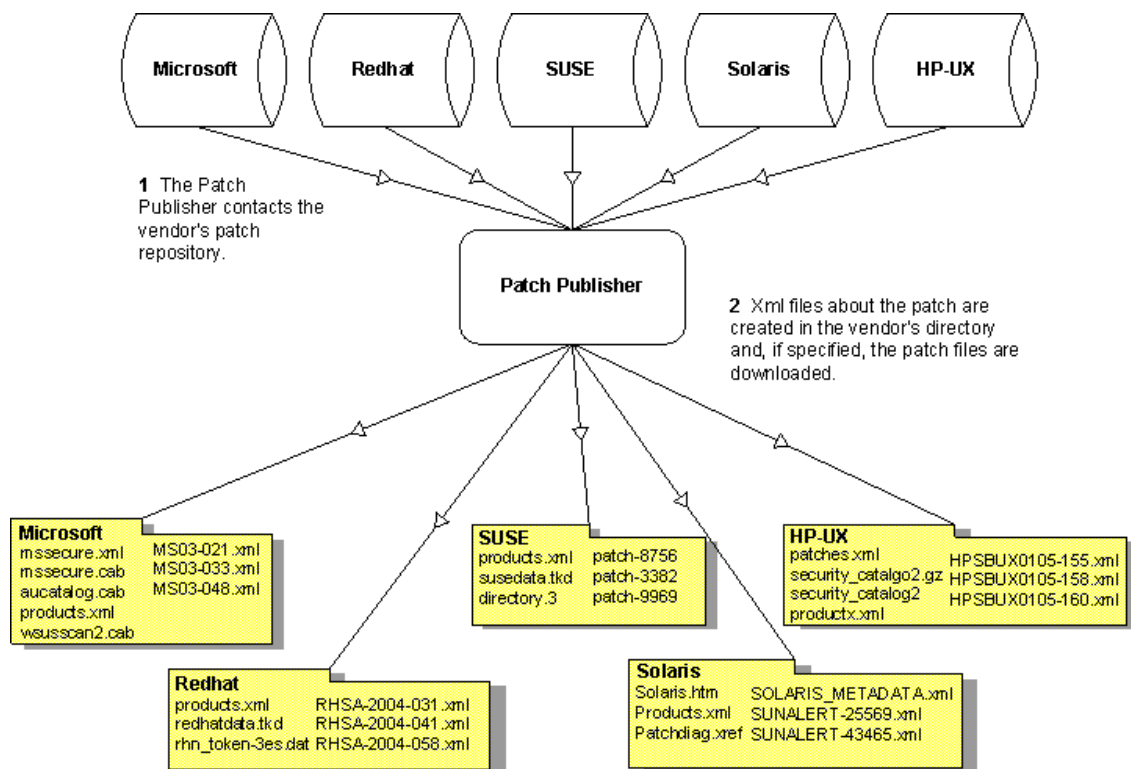 Microsoft
Redhat
SUSE
Solaris
HP-UX
1 The Patch
Publisher contacts the
vendor's patch
repository.
Patch Publisher
2 Xml files about the patch are
created in the vendor's directory
and, if specified, the patch files are
downloaded.
Microsoft
mssecure.xml MS03-021.xml
mssecure.cab MS03-033.xml
aucatalog.cab MS03-048.xml
products.xml
wsusscan2.cab
SUSE
products.xml patch-8756
susedata.tkd patch-3382
directory.3 patch-9969
HP-UX
patches.xml HPSBUX0105-155.xml
security_catalgo2.gz HPSBUX0105-158.xml
security_catalog2 HPSBUX0105-160.xml
productx.xml
Redhat
products.xml RHSA-2004-031.xml
redhatdata.tkd RHSA-2004-041.xml
rhn_token-3es.dat RHSA-2004-058.xml
Solaris
Solaris.htm SOLARIS_METADATA.xml
Products.xml SUNALERT-25569.xml
Patchdiag.xref SUNALERT-43465.xml